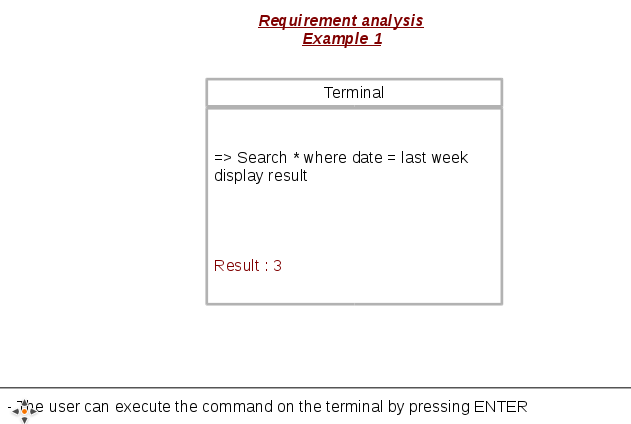 Requirement analysis
Example 1
Terminal
=> Search * where date = last week
display result
Result : 3
- The user can execute the command on the terminal by pressing ENTER